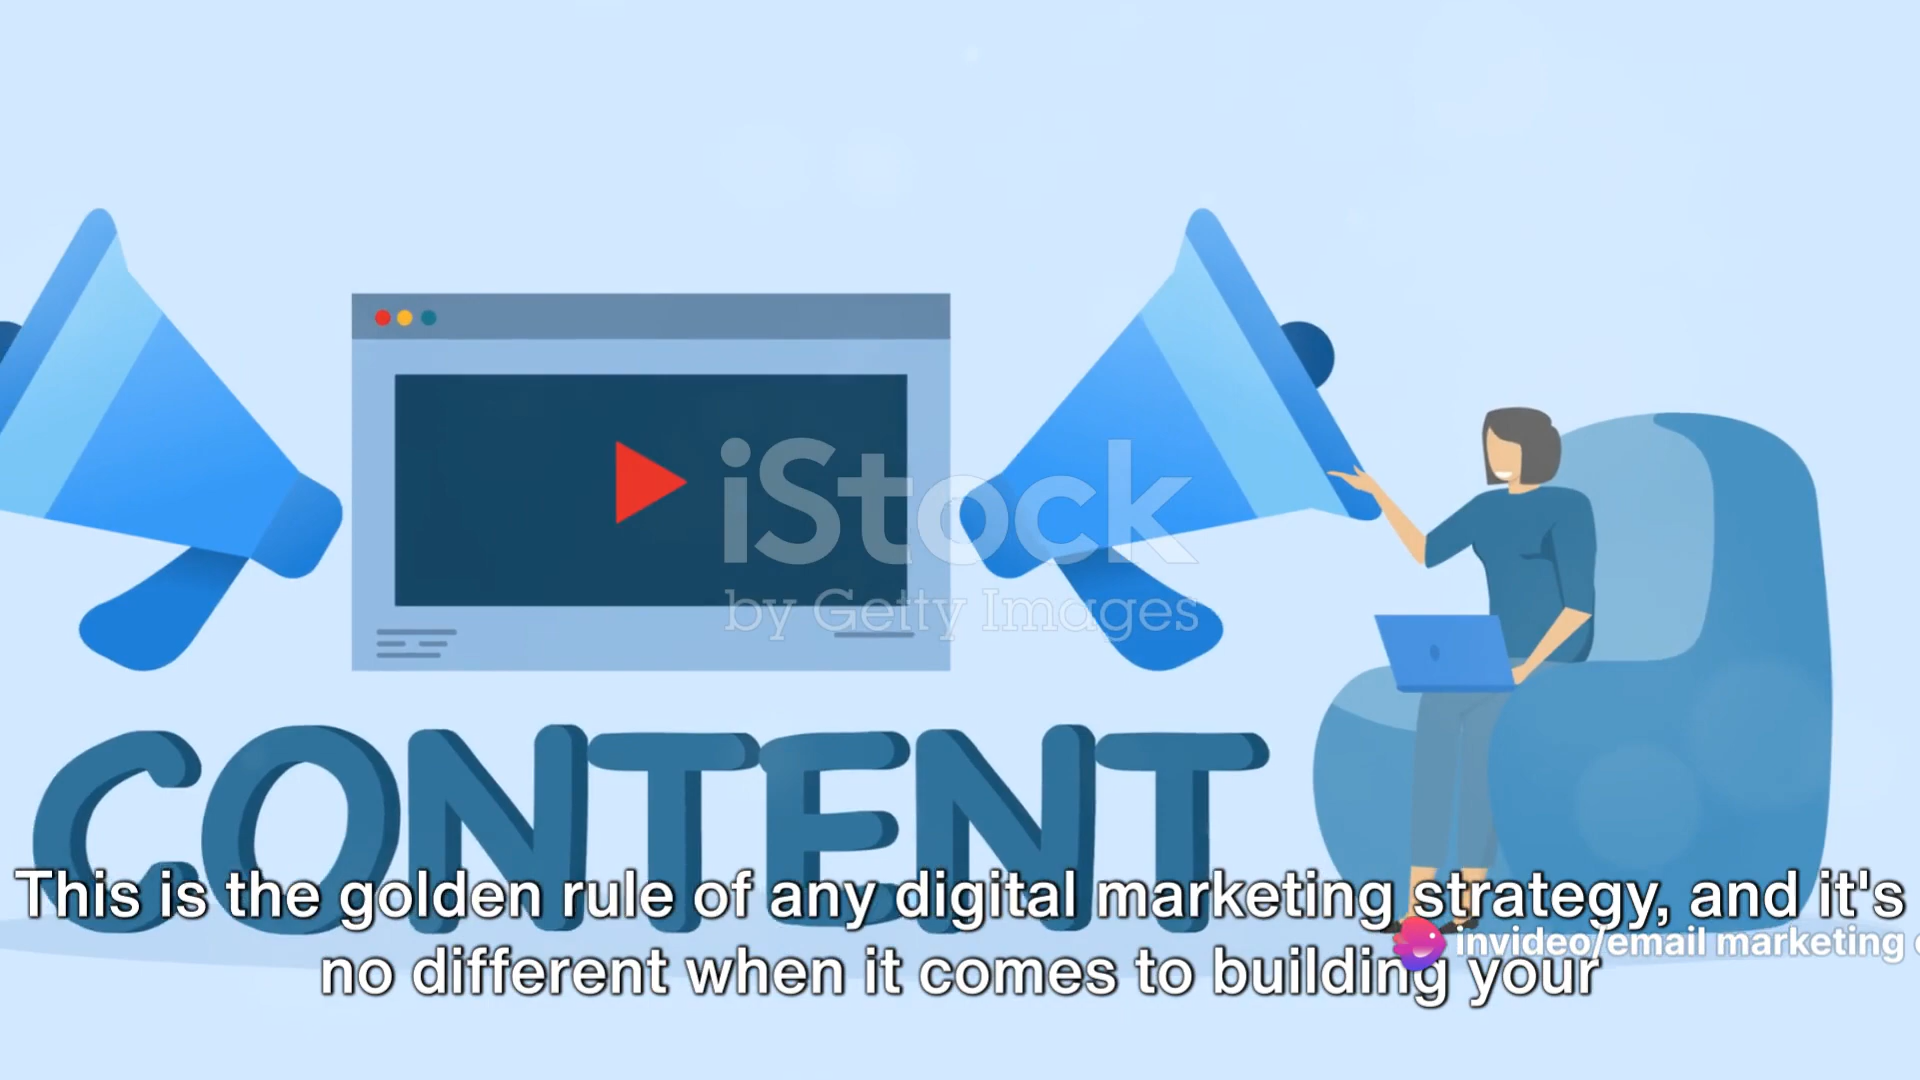 iStock
by Getty Images
CONTENT
This is the golden rule of any digital marketing strategy, and it's
invideo/email marketing
no different when it comes to building your